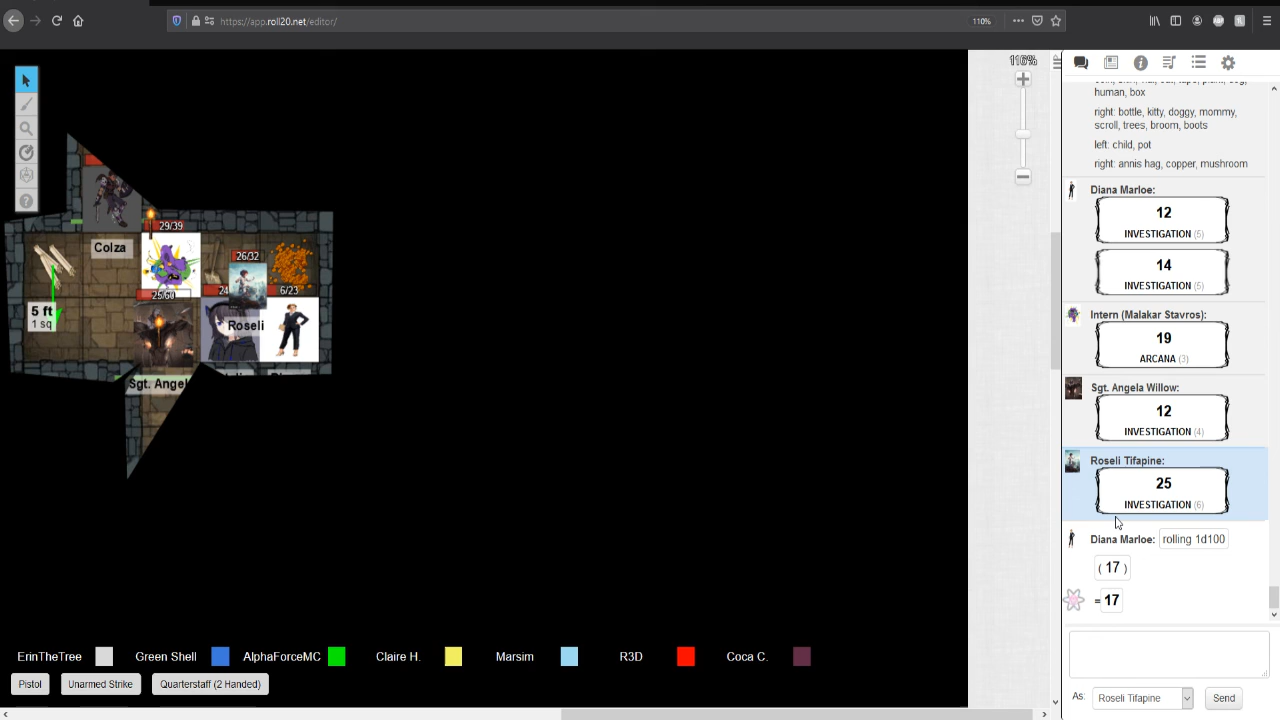 https://app.roll20.net/editor/
110%
116%
human, box
right: bottle, kitty, doggy, mommy,
scroll, trees, broom, boots
left: child, pot
right: annis hag, copper, mushroom
Diana Marloe:
12
INVESTIGATION (5)
14
INVESTIGATION (5)
Intern (Malakar Stavros):
19
ARCANA (3)
Sgt. Angela Willow:
12
INVESTIGATION (4)
Roseli Tifapine:
25
INVESTIGATION (6)
Diana Marloe: rolling 1d100
( 17 )
= 17
As: Roseli Tifapine
Send
29/39
Colza
26/32
25/60
24
6/23
5 ft
1 sq
Roseli
Sgt. Angel
ErinTheTree
Green Shell
AlphaForceMC
Claire H.
Marsim
R3D
Coca C.
Pistol
Unarmed Strike
Quarterstaff (2 Handed)